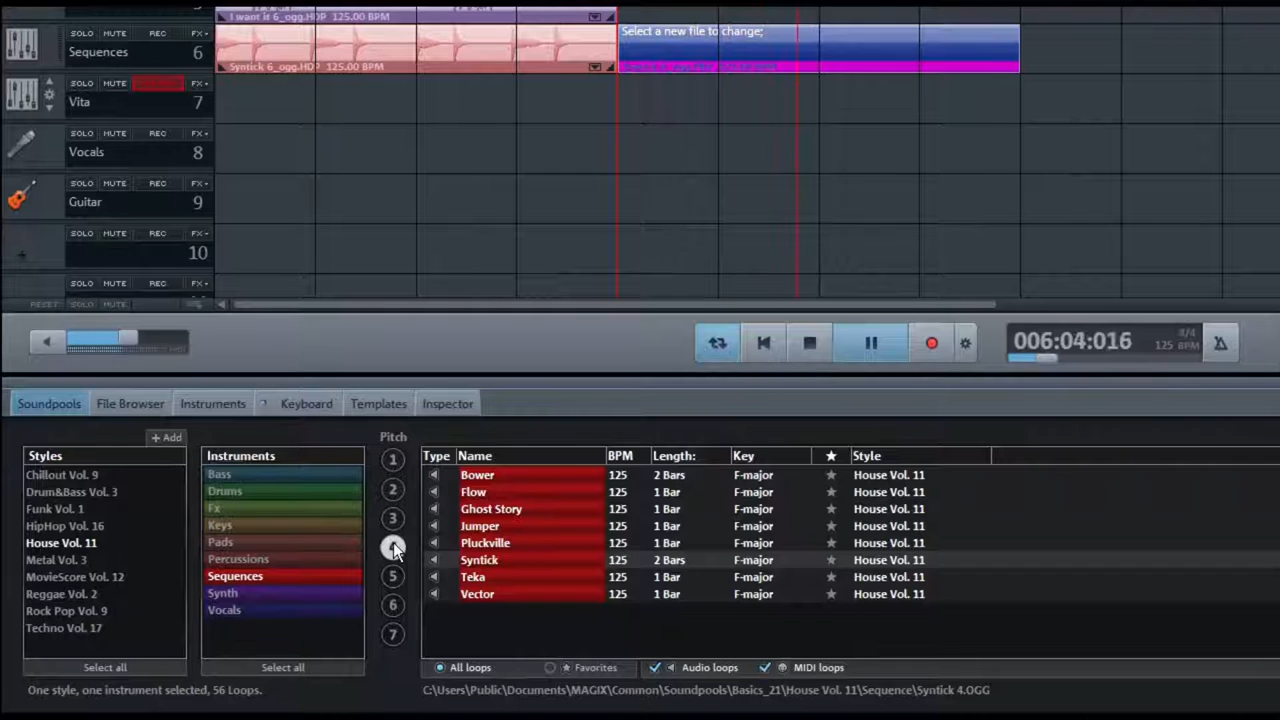 I want is 6_ogg.HDP 125.00 BPM
SOLO MUTE REC FX
Sequences 6
Select a new file to change;
Syntick 6_ogg.HDP 125.00 BPM
SOLO MUTE FX
Vita 7
SOLO MUTE REC FX
Vocals 8
SOLO MUTE REC FX
Guitar 9
SOLO MUTE REC FX
10
SOLO MUTE REC FX
RESET SOLO MUTE
006:04:016
125 BPM
Soundpools File Browser Instruments Keyboard Templates Inspector
+ Add
Pitch
Styles
Chillout Vol. 9
Drum&Bass Vol. 3
Funk Vol. 1
HipHop Vol. 16
House Vol. 11
Metal Vol. 3
MovieScore Vol. 12
Reggae Vol. 2
Rock Pop Vol. 9
Techno Vol. 17
Select all
Instruments
Bass
Drums
Fx
Keys
Pads
Percussions
Sequences
Synth
Vocals
Select all
1
2
3
5
6
7
Type Name BPM Length: Key ★ Style
Bower 125 2 Bars F-major House Vol. 11
Flow 125 1 Bar F-major House Vol. 11
Ghost Story 125 1 Bar F-major House Vol. 11
Jumper 125 1 Bar F-major House Vol. 11
Pluckville 125 1 Bar F-major House Vol. 11
Syntick 125 2 Bars F-major House Vol. 11
Teka 125 1 Bar F-major House Vol. 11
Vector 125 1 Bar F-major House Vol. 11
All loops ★ Favorites Audio loops MIDI loops
One style, one instrument selected, 56 Loops.
C:\Users\Public\Documents\MAGIX\Common\Soundpools\Basics_21\House Vol. 11\Sequence\Syntick 4.OGG